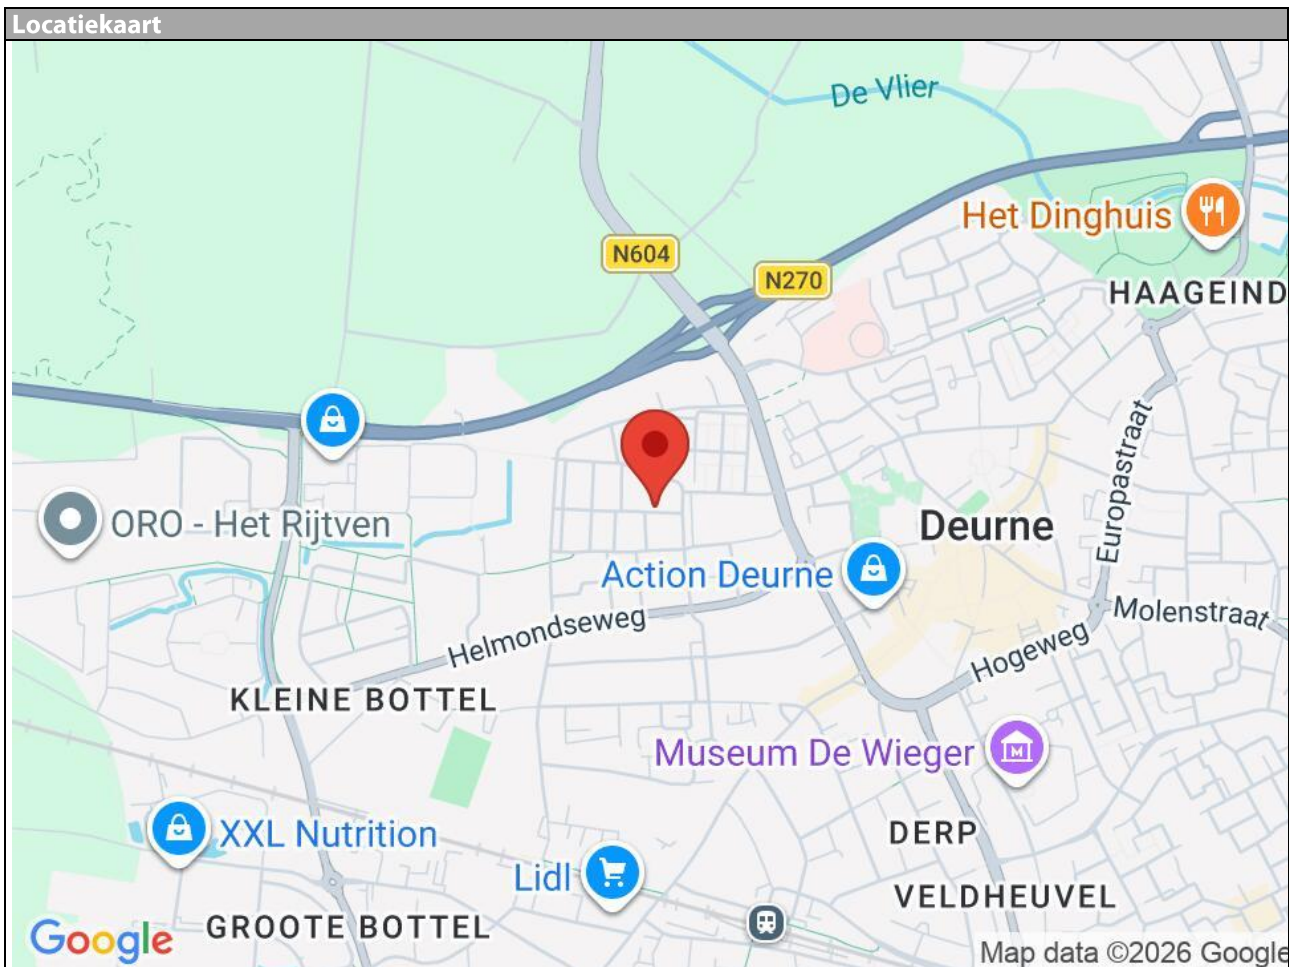 Locatiekaart
De Vlier
Het Dinghuis
N604
N270
HAAGEIND
Europastraat
ORO - Het Rijtven
Deurne
Action Deurne
Molenstraat
Helmondseweg
Hogeweg
KLEINE BOTTEL
Museum De Wieger
XXL Nutrition
DERP
Lidl
VELDHEUVEL
GROOTE BOTTEL
Google
Map data ©2026 Google